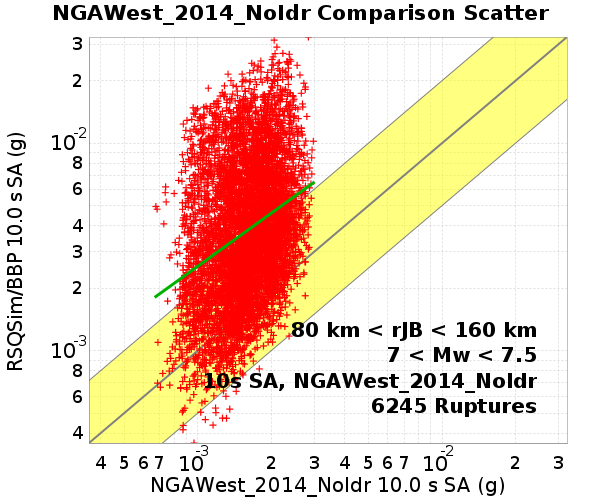 NGAWest_2014_NoIdr Comparison Scatter
RSQSim/BBP 10.0 s SA (g)
3
2
10-2
8
6
4
3
2
10-3
8
6
4
80 km < rJB < 160 km
7 < Mw < 7.5
10s SA, NGAWest_2014_NoIdr
6245 Ruptures
4 5 6 7 10-3 2 3 4 5 6 7 10-2 2 3
NGAWest_2014_NoIdr 10.0 s SA (g)